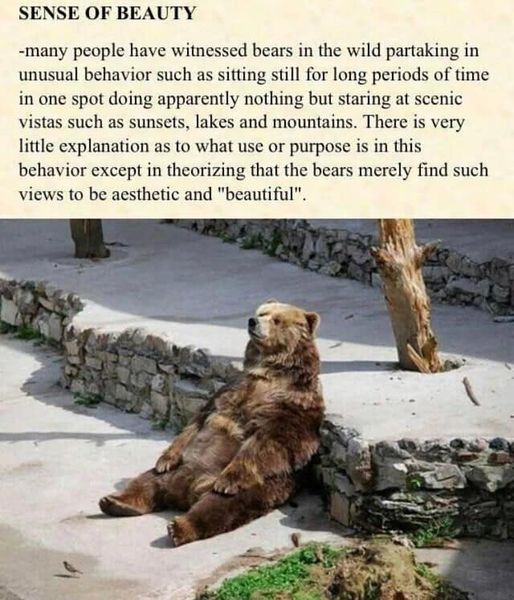 SENSE OF BEAUTY
-many people have witnessed bears in the wild partaking in
unusual behavior such as sitting still for long periods of time
in one spot doing apparently nothing but staring at scenic
vistas such as sunsets, lakes and mountains. There is very
little explanation as to what use or purpose is in this
behavior except in theorizing that the bears merely find such
views to be aesthetic and "beautiful".